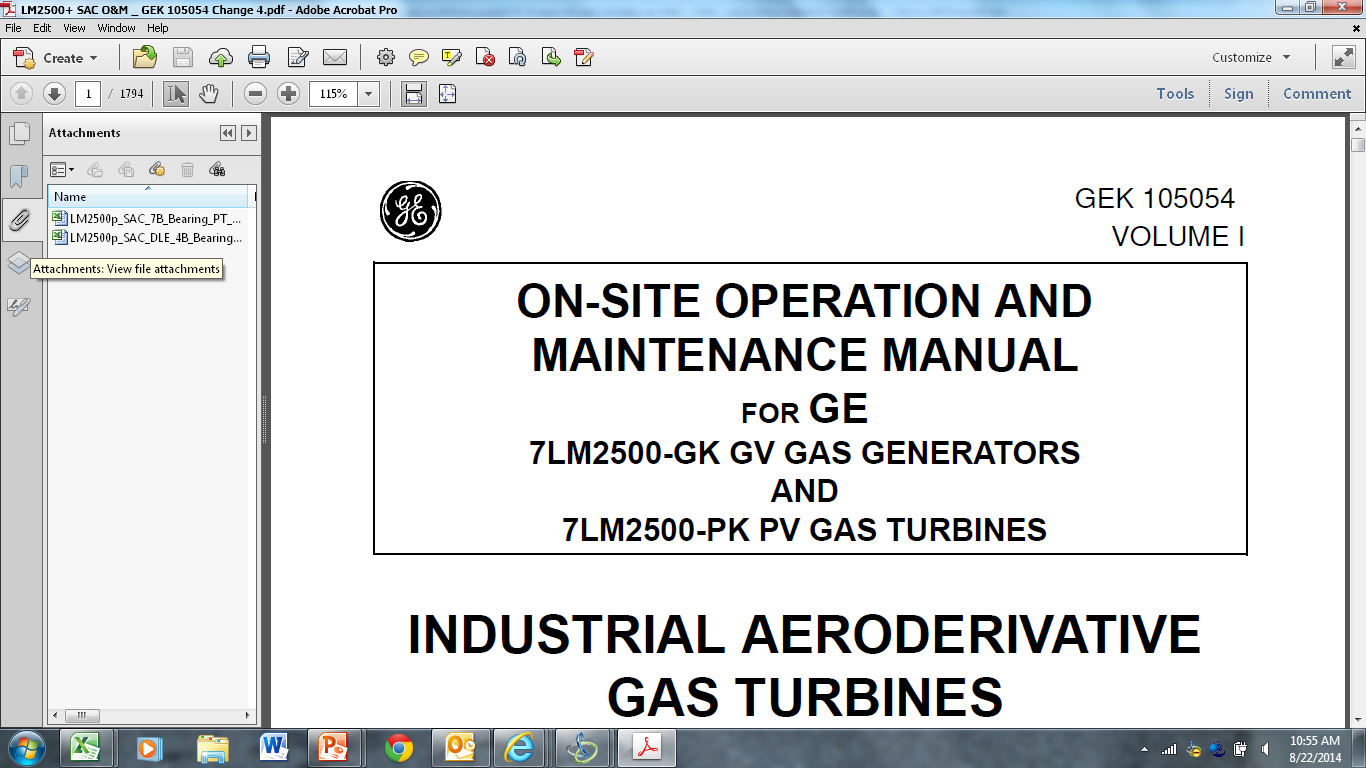 LM2500+ SAC O&M _ GEK 105054 Change 4.pdf - Adobe Acrobat Pro
File Edit View Window Help
Create
Customize
1 / 1794
115%
Tools Sign Comment
Attachments
Name
LM2500p_SAC_7B_Bearing_PT_...
LM2500p_SAC_DLE_4B_Bearing...
Attachments: View file attachments
GE
GEK 105054
VOLUME I
ON-SITE OPERATION AND
MAINTENANCE MANUAL
FOR GE
7LM2500-GK GV GAS GENERATORS
AND
7LM2500-PK PV GAS TURBINES
INDUSTRIAL AERODERIVATIVE
GAS TURBINES
10:55 AM
8/22/2014